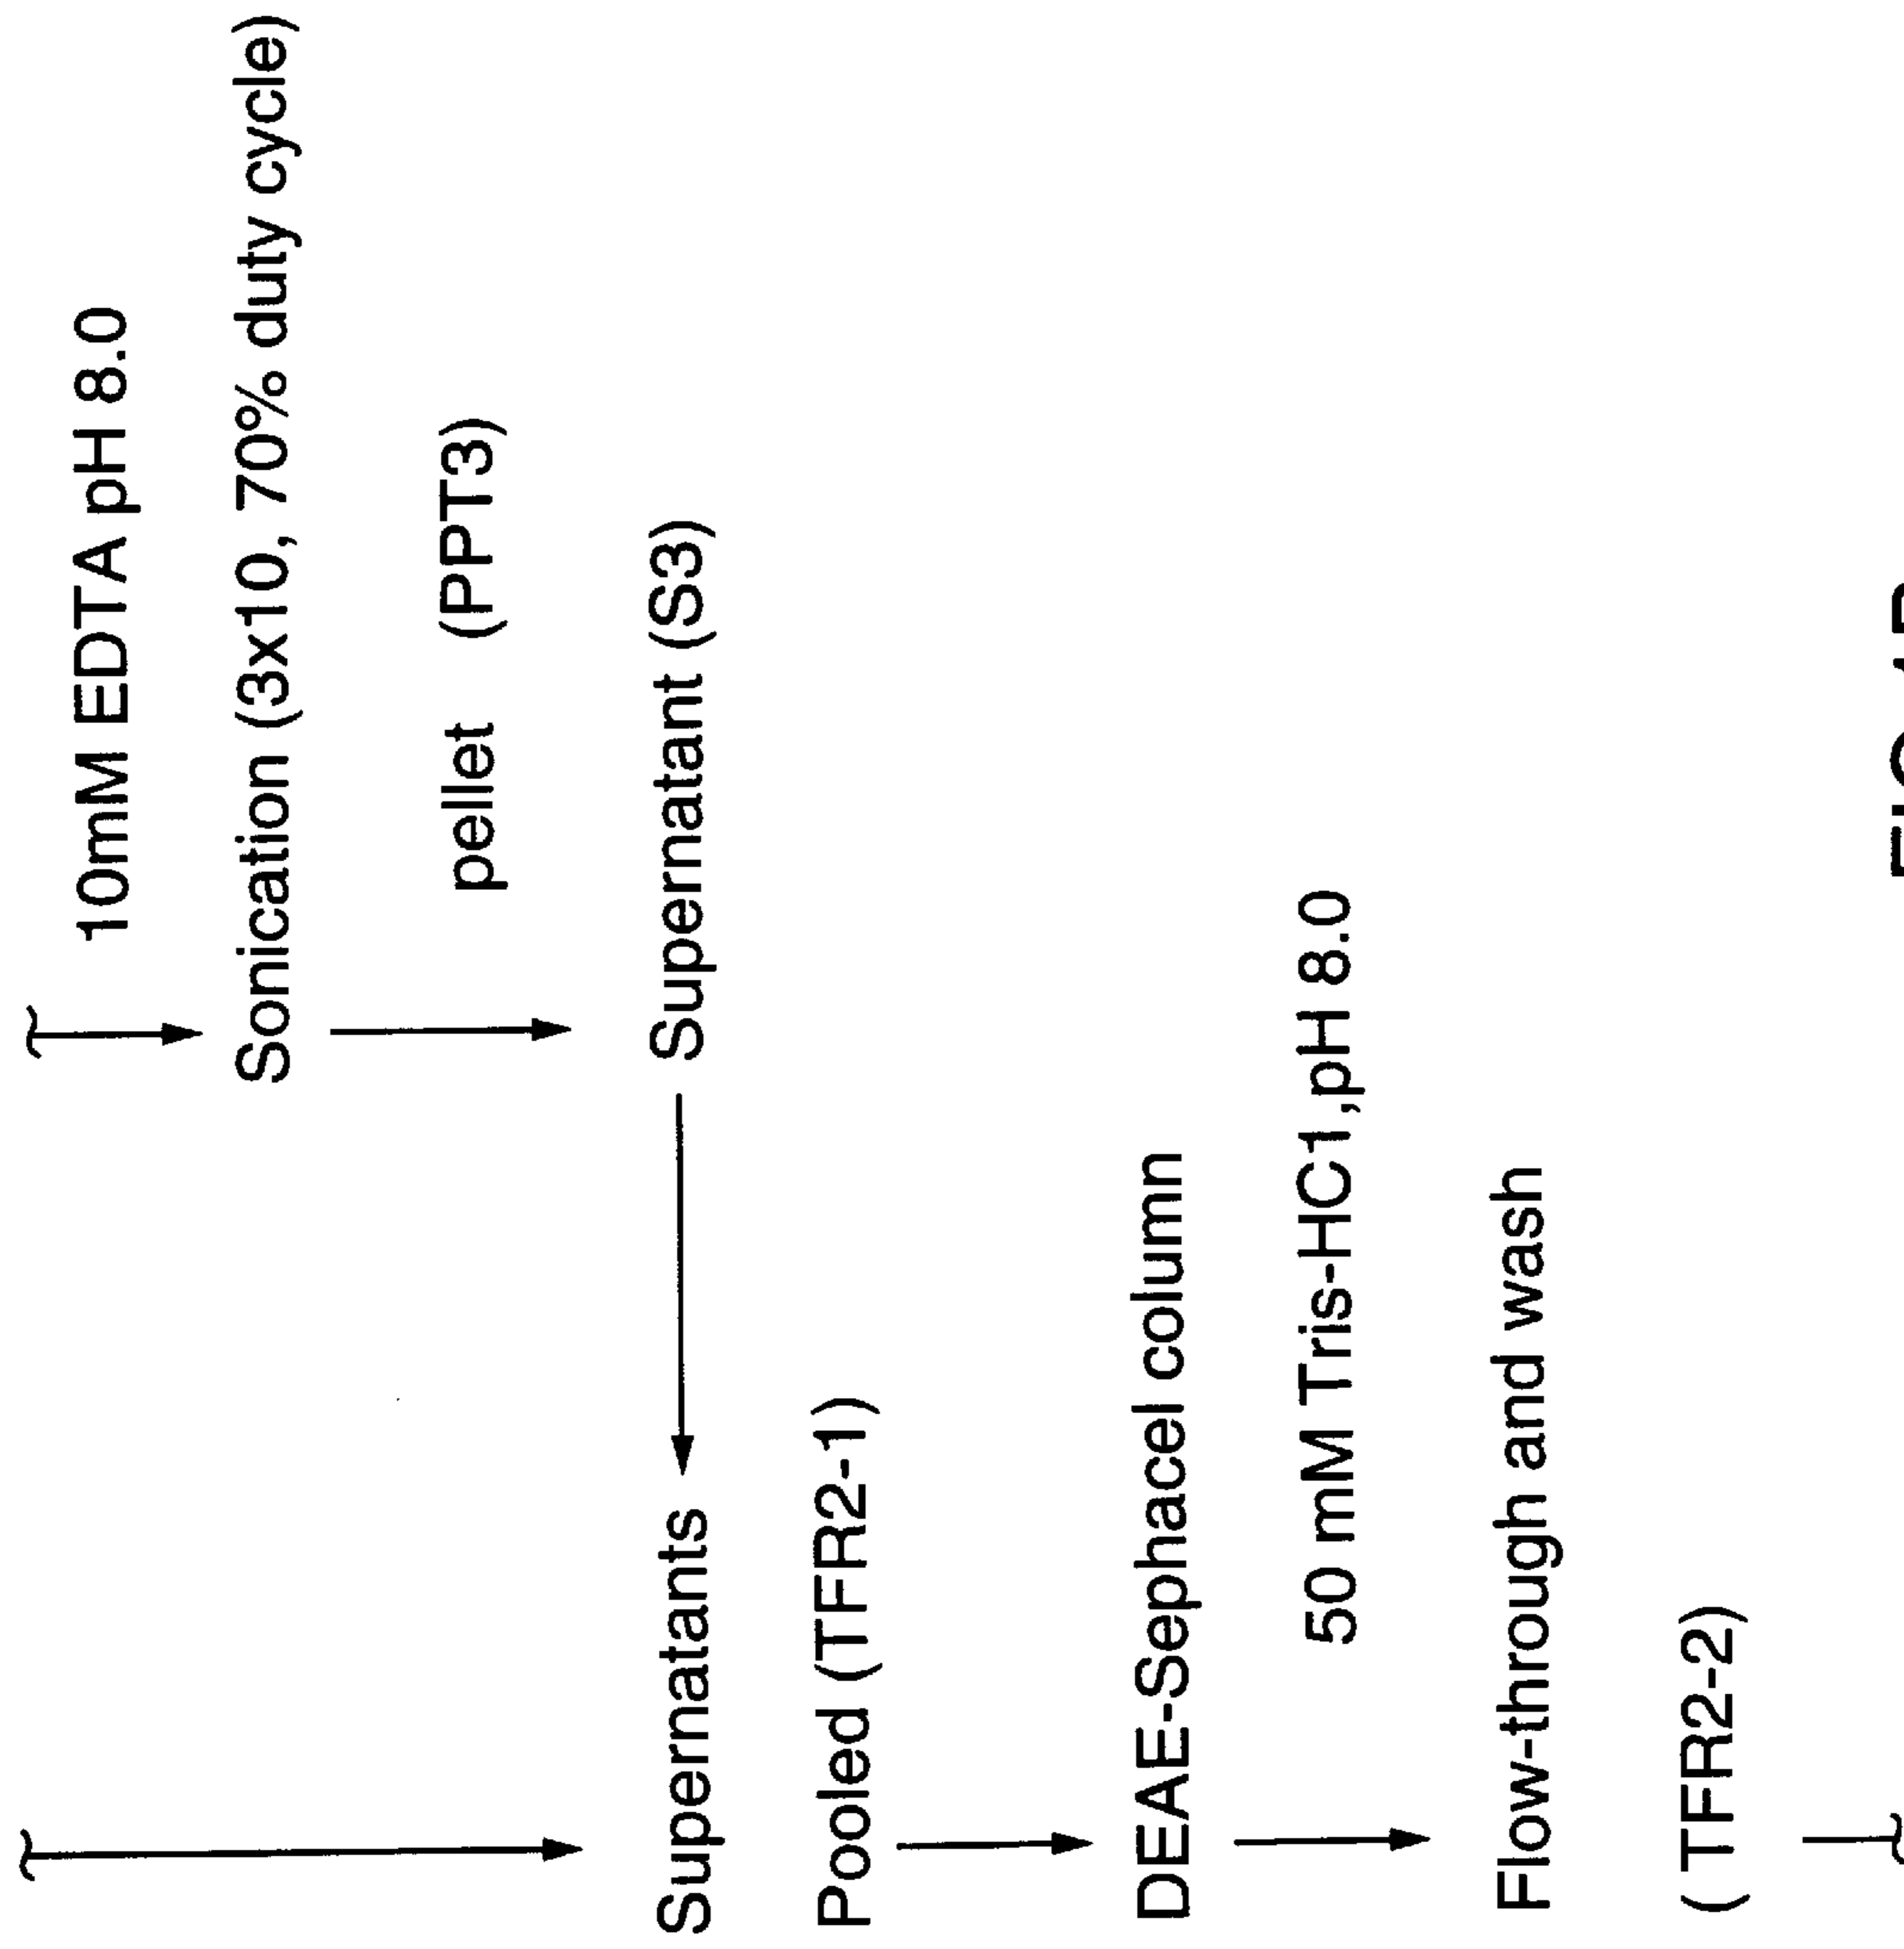 10mM EDTA pH 8.0
Sonication (3x10, 70% duty cycle)
pellet (PPT3)
Supernatants
Supernatant (S3)
Pooled (TFR2-1)
DEAE-Sephacel column
50 mM Tris-HC1,pH 8.0
Flow-through and wash
( TFR2-2)